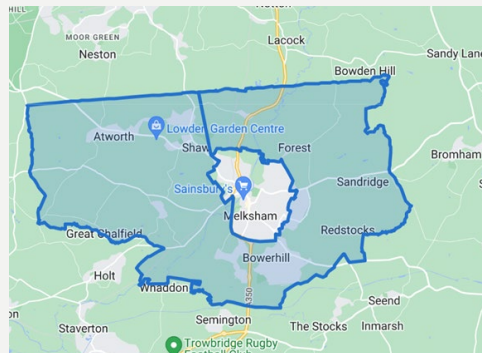 HILL
MOOR GREEN
Neston
Lacock
Sandy Lane
Bowden Hill
Atworth
Lowden Garden Centre
Shaw
Forest
Bromham
Sainsbury's
Sandridge
Melksham
Great Chalfield
Redstocks
Bowerhill
Holt
Whaddon
A350
Seend
Semington
Staverton
The Stocks
Inmarsh
Trowbridge Rugby
Football Club